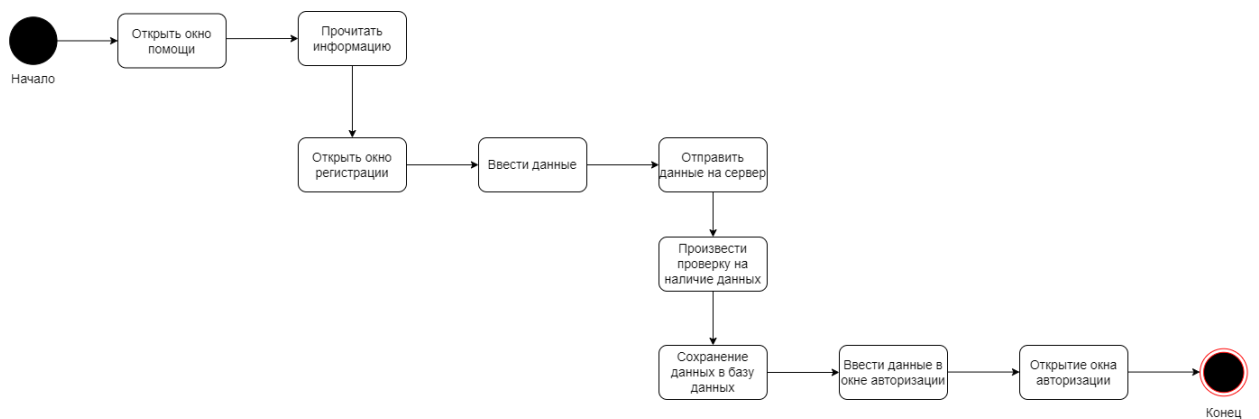 Начало
Открыть окно
помощи
Прочитать
информацию
Открыть окно
регистрации
Ввести данные
Отправить
данные на сервер
Произвести
проверку на
наличие данных
Сохранение
данных в базу
данных
Ввести данные в
окне авторизации
Открытие окна
авторизации
Конец